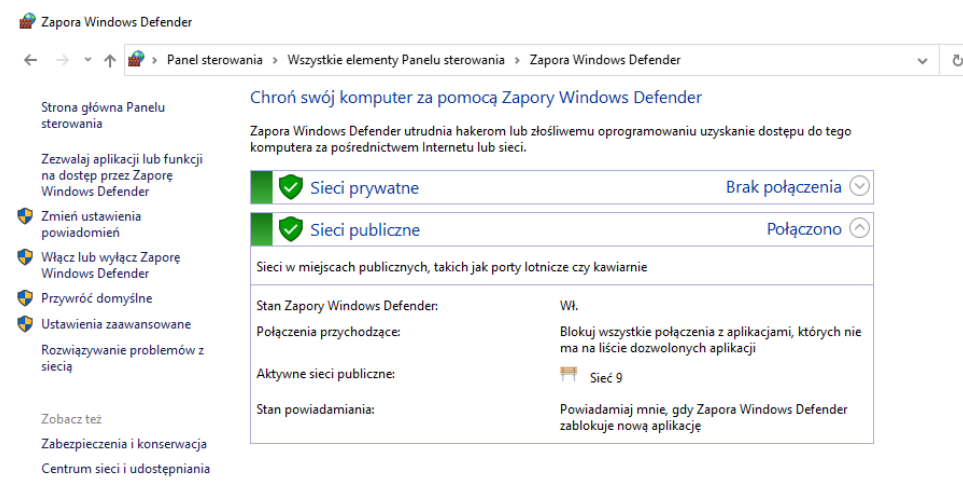 Zapora Windows Defender
Panel sterowania > Wszystkie elementy Panelu sterowania > Zapora Windows Defender
Strona główna Panelu
sterowania
Zezwalaj aplikacji lub funkcji
na dostęp przez Zaporę
Windows Defender
Zmień ustawienia
powiadomień
Włącz lub wyłącz Zaporę
Windows Defender
Przywróć domyślne
Ustawienia zaawansowane
Rozwiązywanie problemów z
siecią
Zobacz też
Zabezpieczenia i konserwacja
Centrum sieci i udostępniania
Chroń swój komputer za pomocą Zapory Windows Defender
Zapora Windows Defender utrudnia hakerom lub złośliwemu oprogramowaniu uzyskanie dostępu do tego
komputera za pośrednictwem Internetu lub sieci.
Sieci prywatne Brak połączenia
Sieci publiczne Połączono
Sieci w miejscach publicznych, takich jak porty lotnicze czy kawiarnie
Stan Zapory Windows Defender: Wł.
Połączenia przychodzące: Blokuj wszystkie połączenia z aplikacjami, których nie
ma na liście dozwolonych aplikacji
Aktywne sieci publiczne: Sieć 9
Stan powiadamiania: Powiadamiaj mnie, gdy Zapora Windows Defender
zablokuje nową aplikację